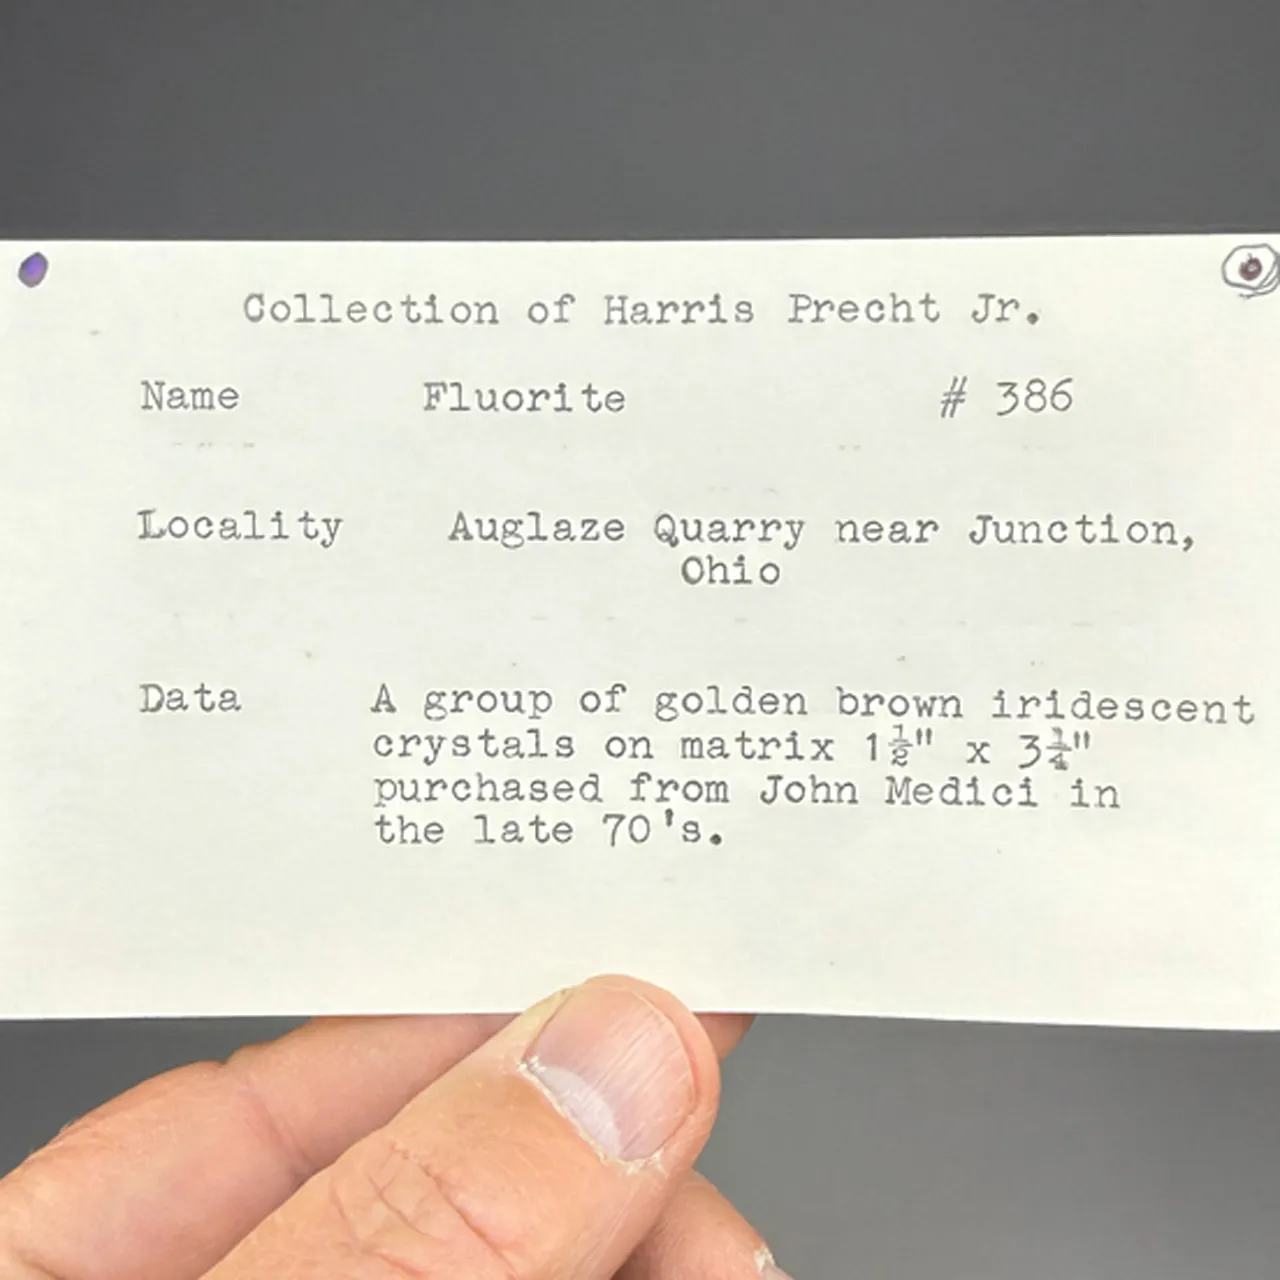 Collection of Harris Precht Jr.
Name Fluorite # 386
Locality Auglaze Quarry near Junction,
Ohio
Data A group of golden brown iridescent
crystals on matrix 1½" x 3¼"
purchased from John Medici in
the late 70's.